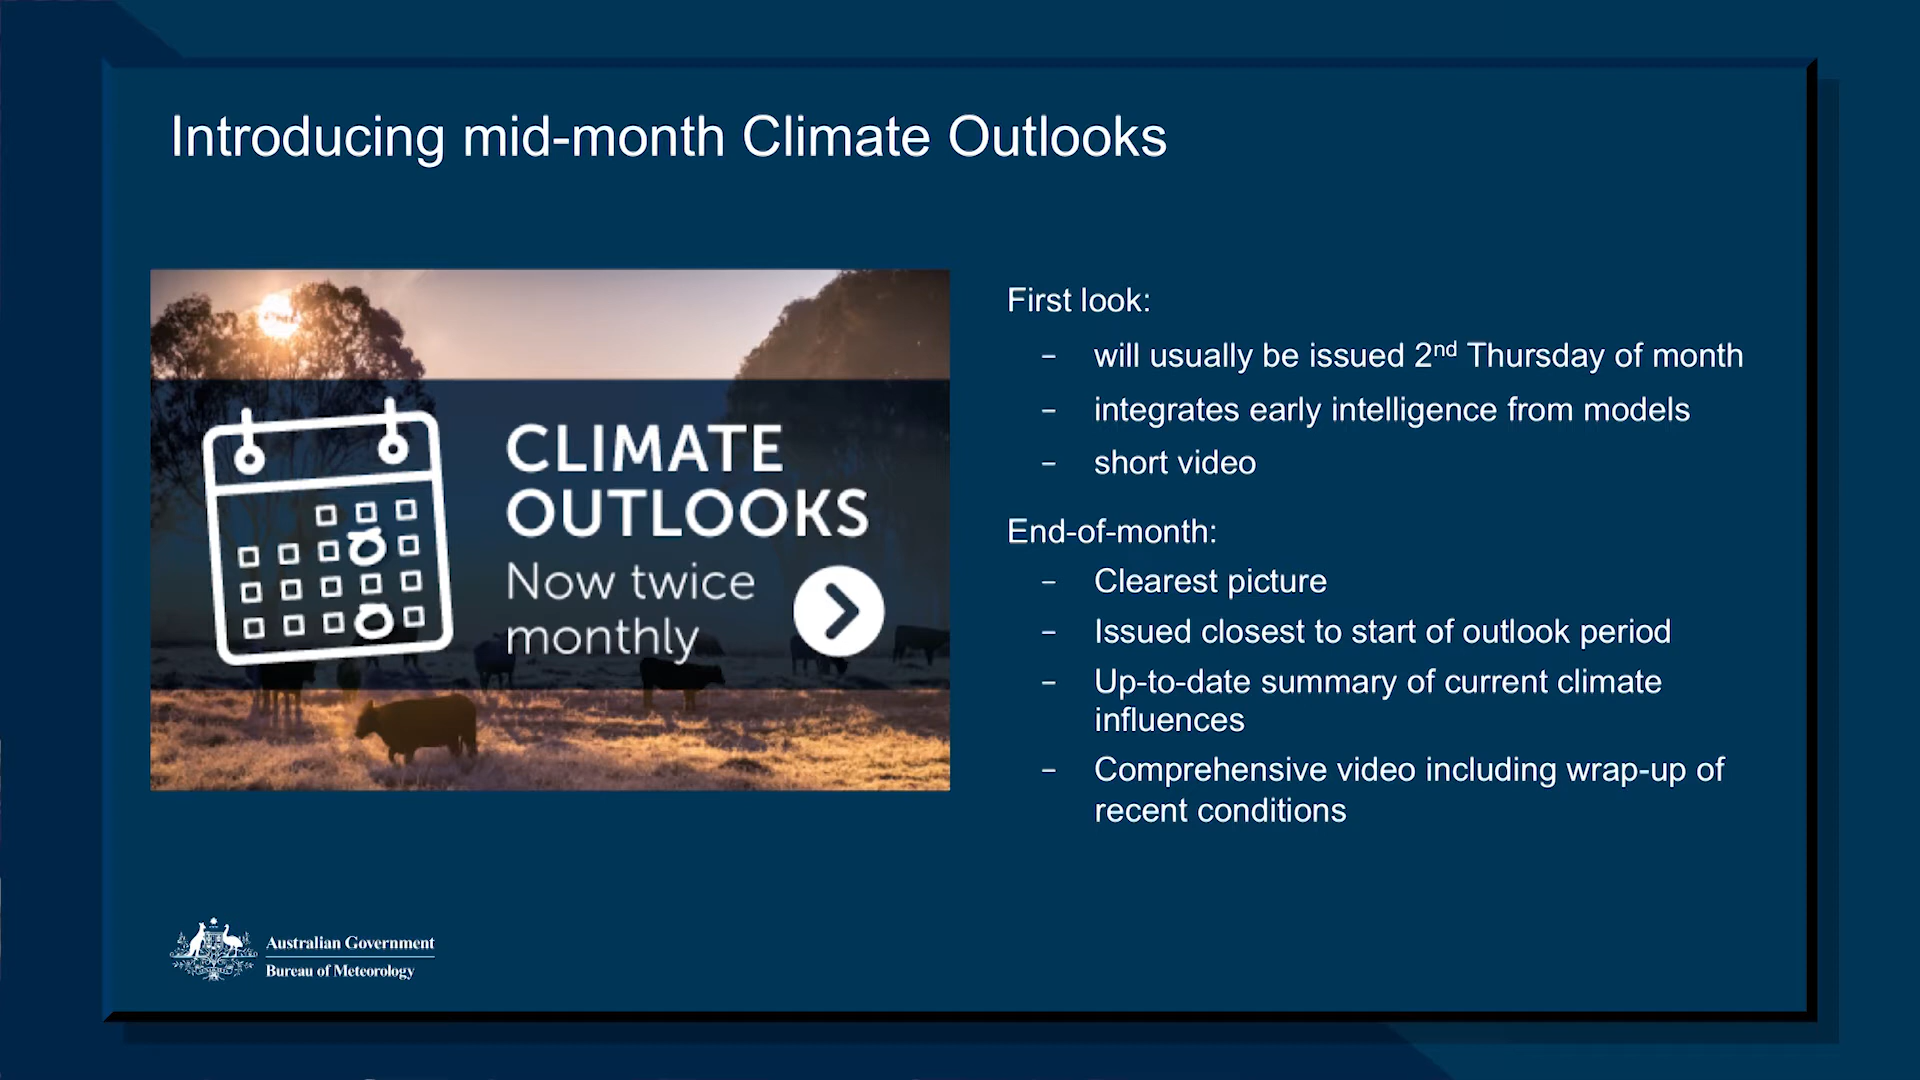 Introducing mid-month Climate Outlooks
CLIMATE
OUTLOOKS
Now twice
monthly
First look:
- will usually be issued 2nd Thursday of month
- integrates early intelligence from models
- short video
End-of-month:
- Clearest picture
- Issued closest to start of outlook period
- Up-to-date summary of current climate
influences
- Comprehensive video including wrap-up of
recent conditions
Australian Government
Bureau of Meteorology